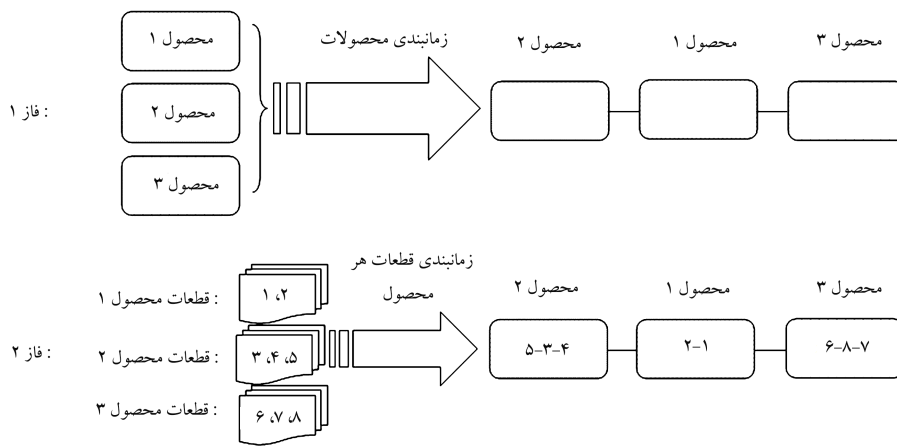 محصول ۱
محصول ۲
محصول ۳
فاز ۱ :
زمانبندی محصولات
محصول ۲
محصول ۱
محصول ۳
فاز ۲ :
قطعات محصول ۱ :
۱ ،۲
قطعات محصول ۲ :
۳ ،۴ ،۵
قطعات محصول ۳ :
۶ ،۷ ،۸
زمانبندی قطعات هر
محصول
محصول ۲
۵-۳-۴
محصول ۱
۲-۱
محصول ۳
۶-۸-۷